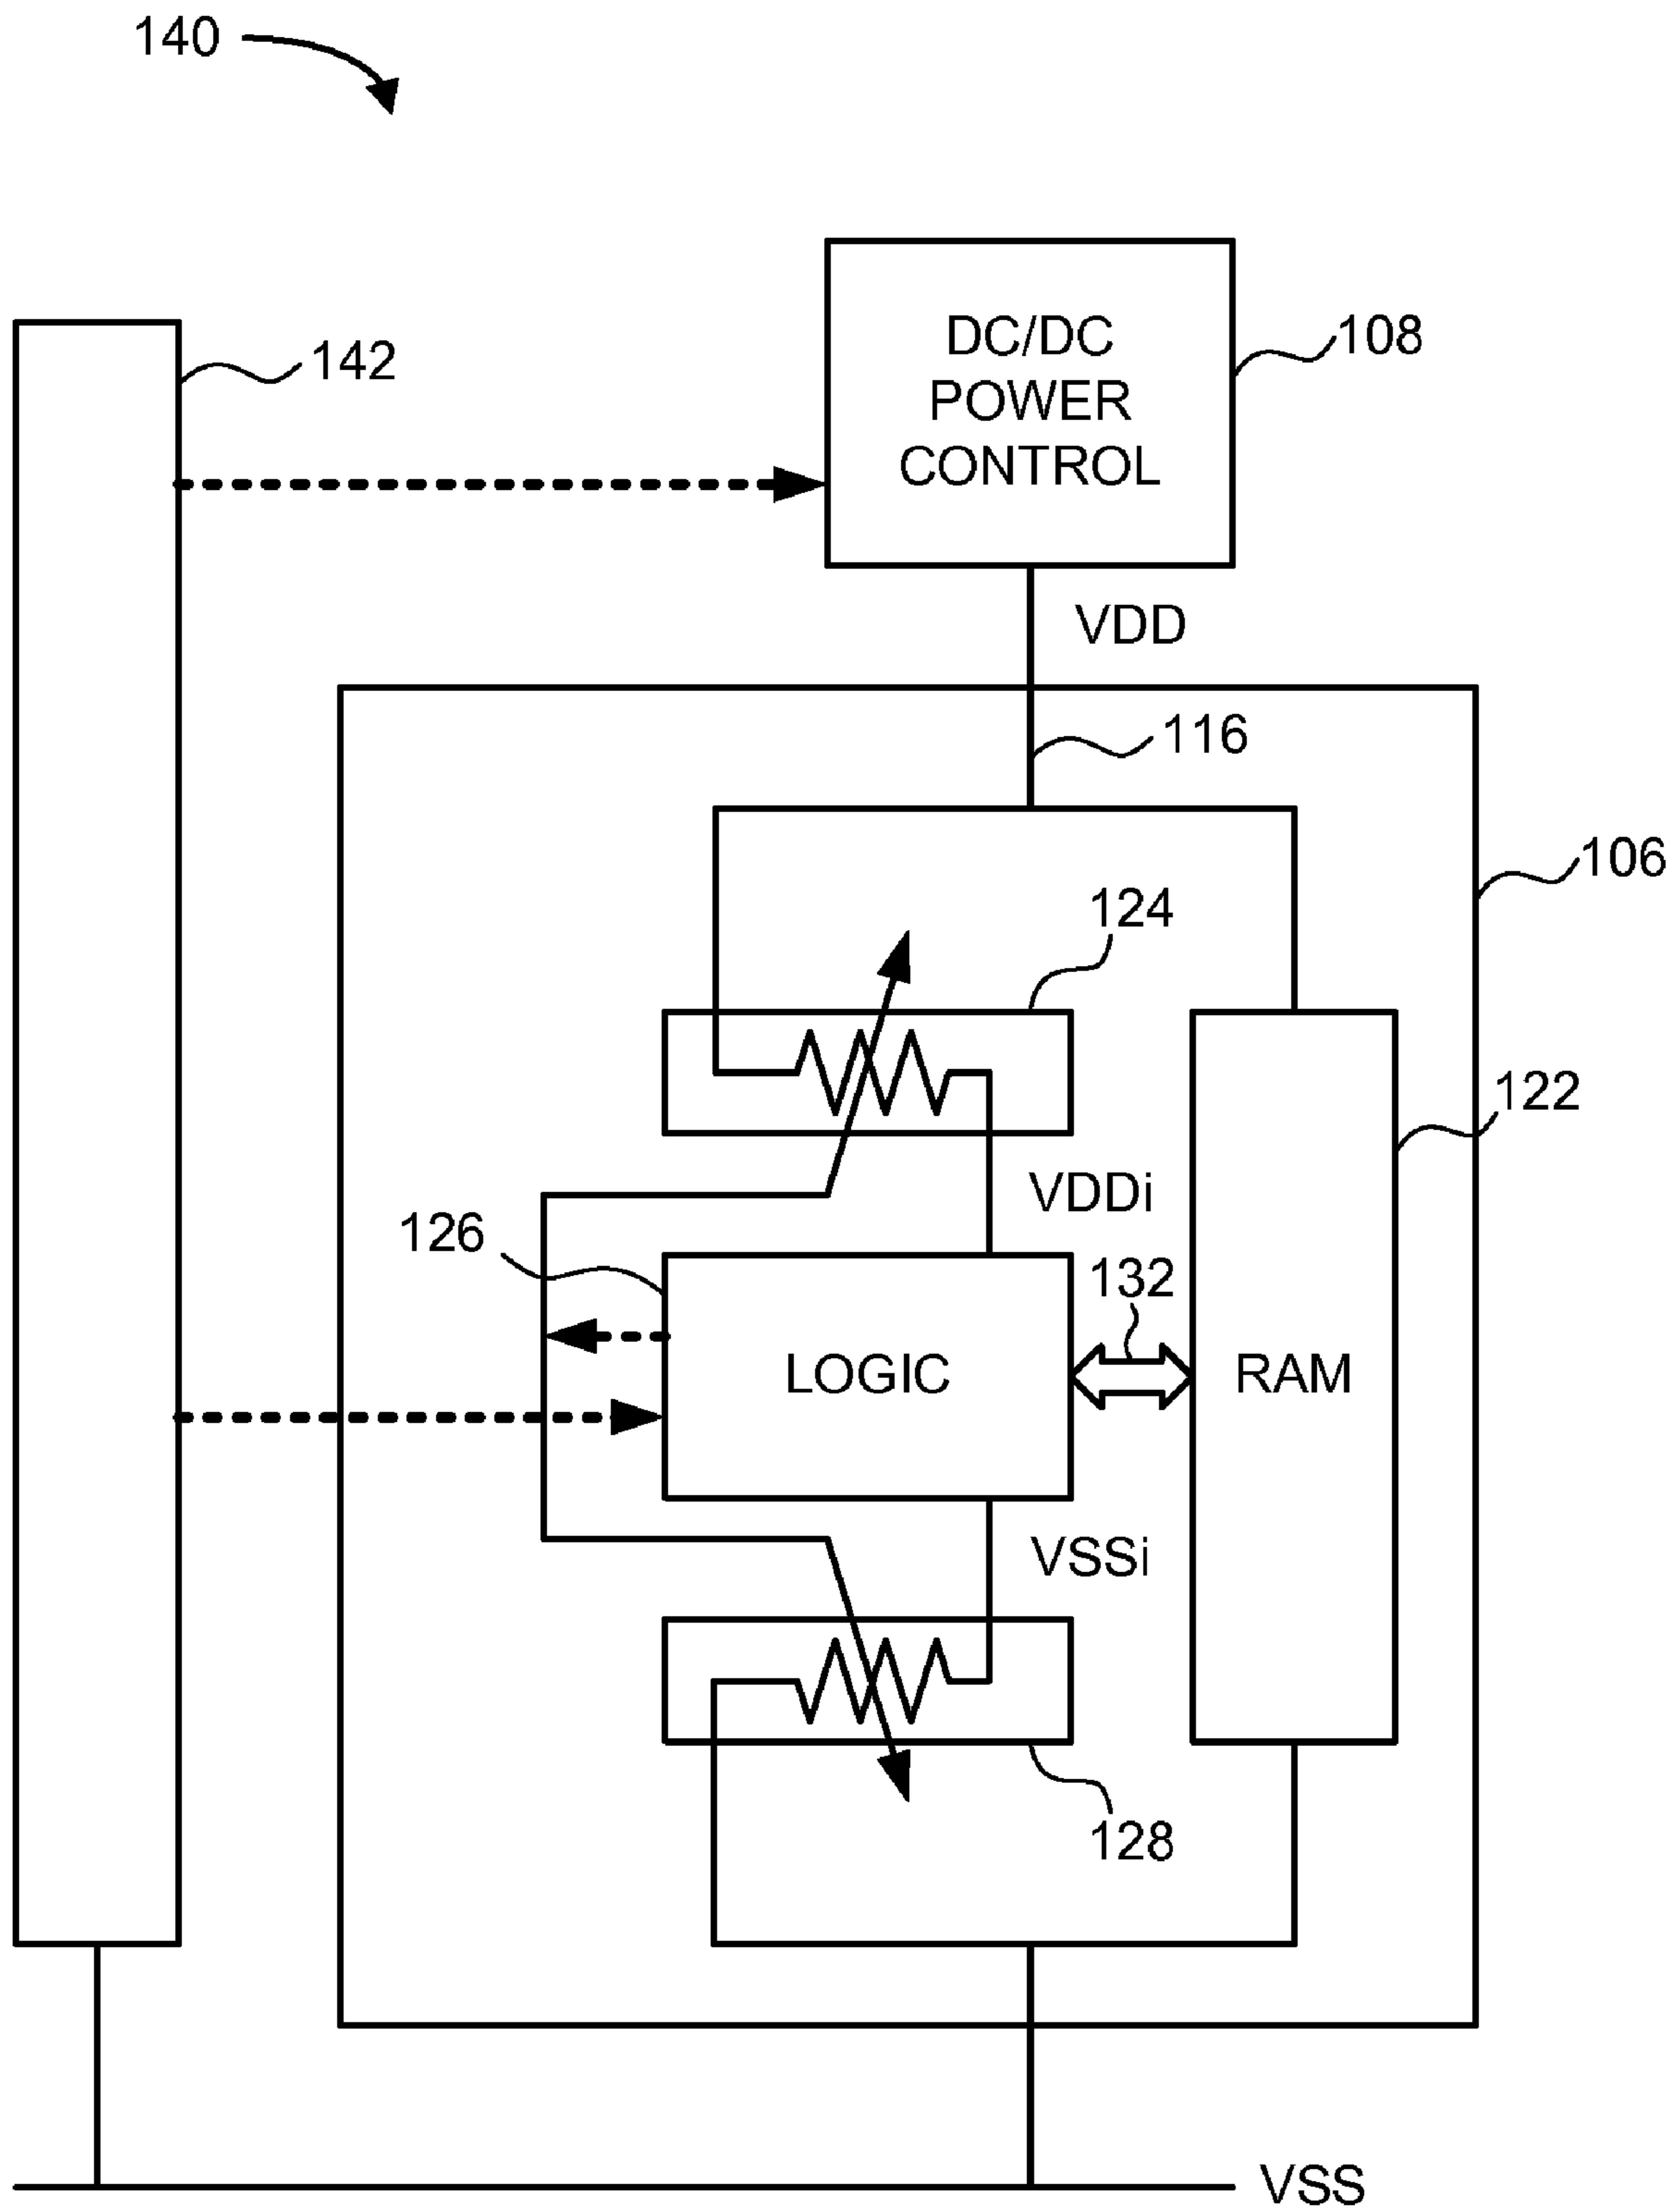 140
142
DC/DC
POWER
CONTROL
108
VDD
116
106
124
122
VDDi
126
132
LOGIC
RAM
VSSi
128
VSS